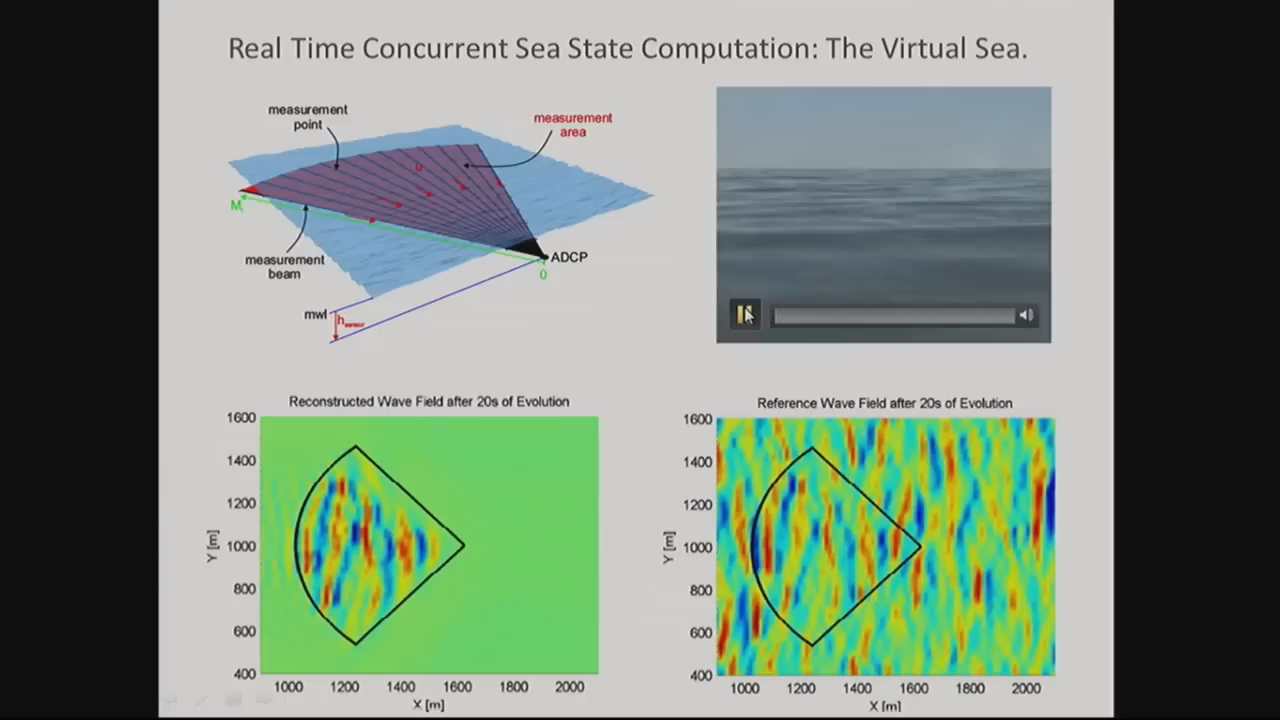 Real Time Concurrent Sea State Computation: The Virtual Sea.
measurement
point
measurement
area
u
M
measurement
beam
ADCP
0
mwl
h sensor
Reconstructed Wave Field after 20s of Evolution
1600
1400
1200
1000
800
600
400
Y [m]
1000 1200 1400 1600 1800 2000
X [m]
Reference Wave Field after 20s of Evolution
1600
1400
1200
1000
800
600
400
Y [m]
1000 1200 1400 1600 1800 2000
X [m]